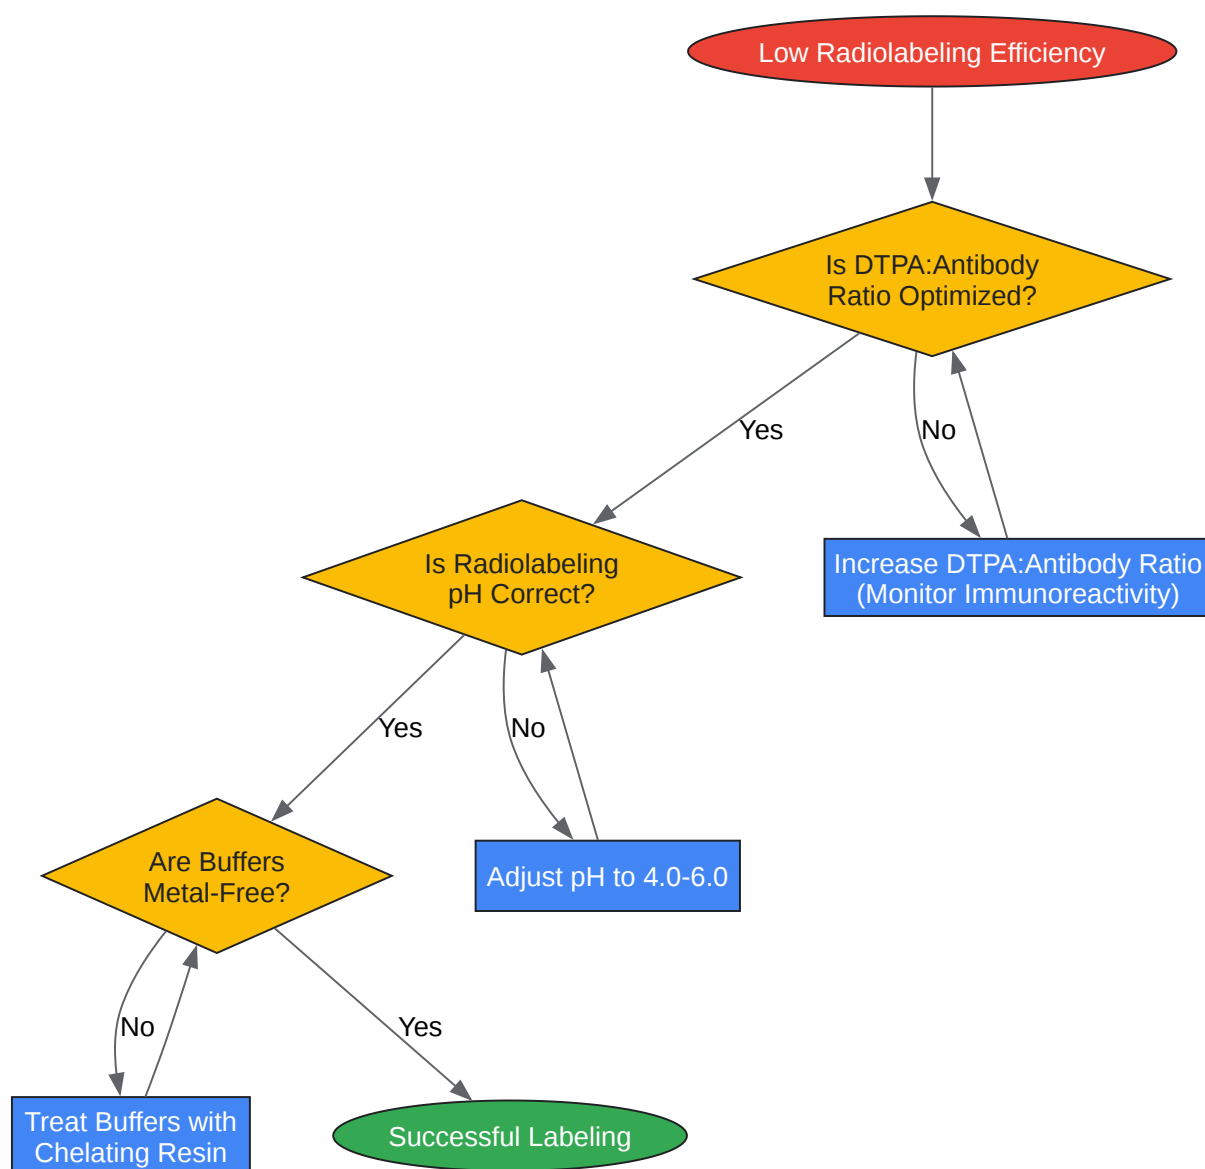 Low Radiolabeling Efficiency
Is DTPA:Antibody
Ratio Optimized?
Yes
No
Is Radiolabeling
pH Correct?
Increase DTPA:Antibody Ratio
(Monitor Immunoreactivity)
Yes
No
Are Buffers
Metal-Free?
Adjust pH to 4.0-6.0
No
Yes
Treat Buffers with
Chelating Resin
Successful Labeling